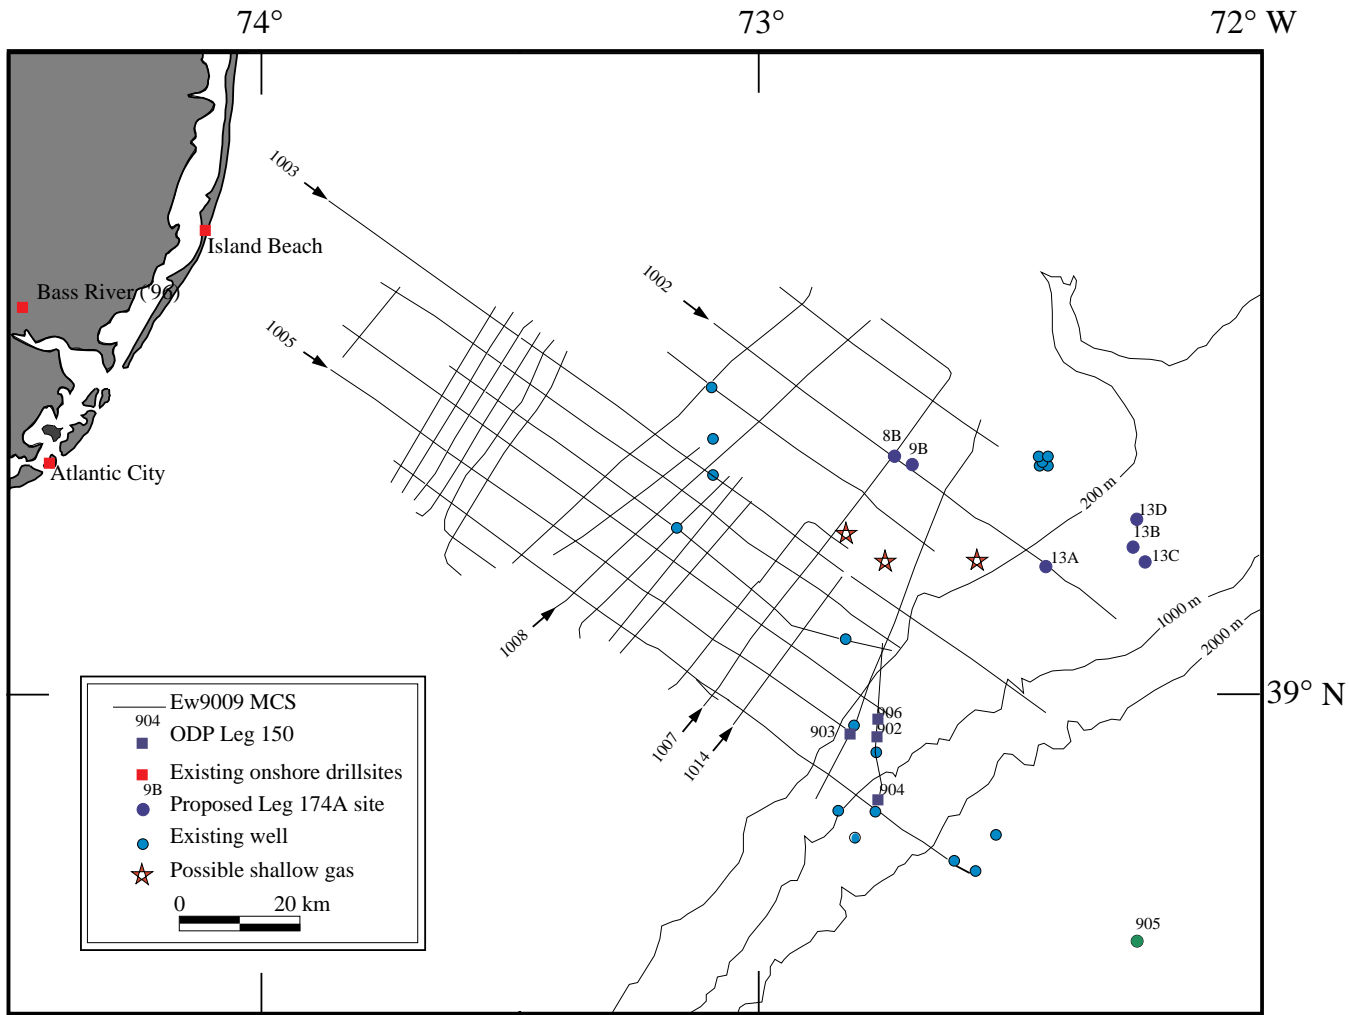 74°
73°
72° W
1003
Island Beach
1002
Bass River ('96)
1005
8B
9B
Atlantic City
200 m
13D
13B
13C
13A
1000 m
2000 m
1008
39° N
906
903
902
1007
1014
904
905
Ew9009 MCS
904
ODP Leg 150
Existing onshore drillsites
9B
Proposed Leg 174A site
Existing well
Possible shallow gas
0 20 km